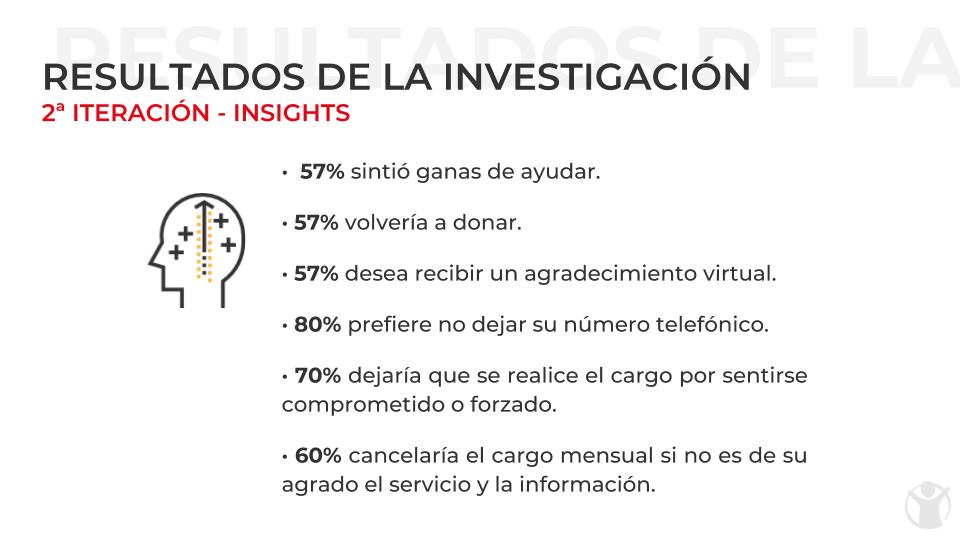 RESULTADOS DE LA
RESULTADOS DE LA INVESTIGACIÓN
2ª ITERACIÓN - INSIGHTS
• 57% sintió ganas de ayudar.
• 57% volvería a donar.
• 57% desea recibir un agradecimiento virtual.
• 80% prefiere no dejar su número telefónico.
• 70% dejaría que se realice el cargo por sentirse
comprometido o forzado.
• 60% cancelaría el cargo mensual si no es de su
agrado el servicio y la información.